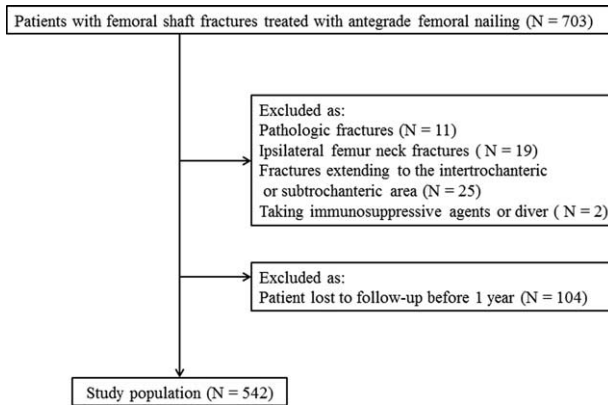 Patients with femoral shaft fractures treated with antegrade femoral nailing (N = 703)
Excluded as:
Pathologic fractures (N = 11)
Ipsilateral femur neck fractures ( N = 19)
Fractures extending to the intertrochanteric
or subtrochanteric area (N = 25)
Taking immunosuppressive agents or diver ( N = 2)
Excluded as:
Patient lost to follow-up before 1 year (N = 104)
Study population (N = 542)